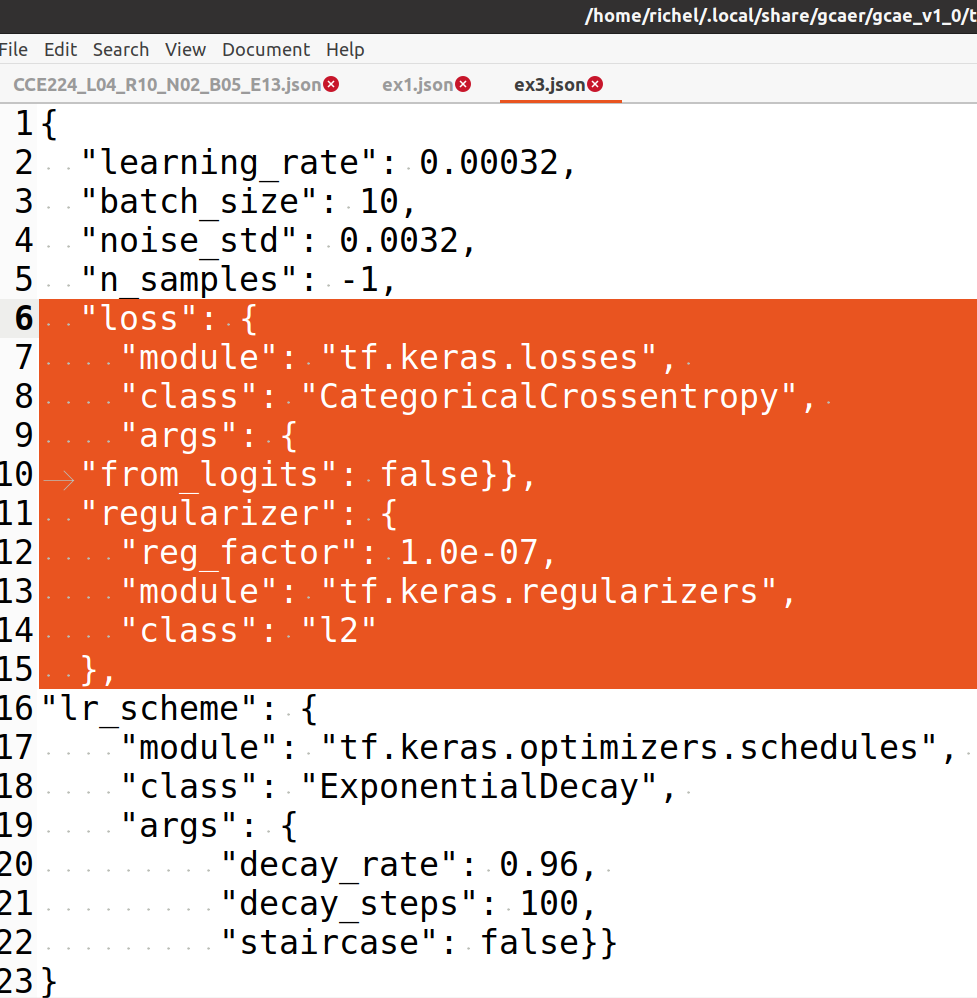 /home/richel/.local/share/gcaer/gcae_v1_0/t
File Edit Search View Document Help
CCE224_L04_R10_N02_B05_E13.json ex1.json ex3.json
1 {
2 "learning_rate": 0.00032,
3 "batch_size": 10,
4 "noise_std": 0.0032,
5 "n_samples": -1,
6 "loss": {
7 "module": "tf.keras.losses",
8 "class": "CategoricalCrossentropy",
9 "args": {
10 "from_logits": false}},
11 "regularizer": {
12 "reg_factor": 1.0e-07,
13 "module": "tf.keras.regularizers",
14 "class": "l2"
15 },
16 "lr_scheme": {
17 "module": "tf.keras.optimizers.schedules",
18 "class": "ExponentialDecay",
19 "args": {
20 "decay_rate": 0.96,
21 "decay_steps": 100,
22 "staircase": false}}
23 }